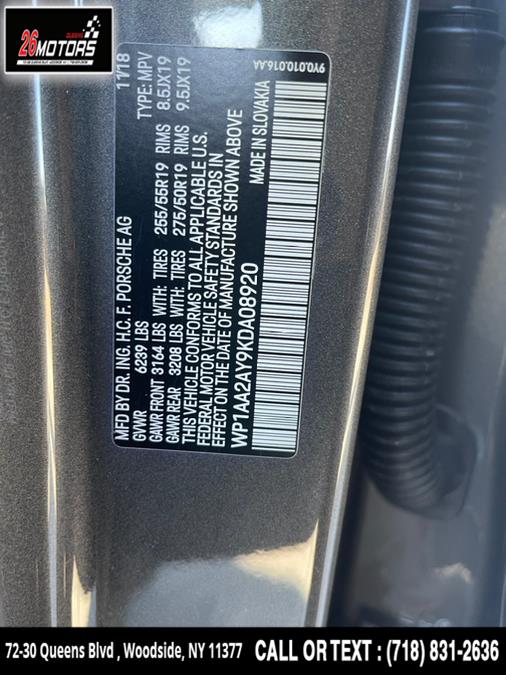 QUEENS
26MOTORS
MFD BY DR. ING. H.C. F. PORSCHE AG 11/18
GVWR 6239 LBS TYPE: MPV
GAWR FRONT 3164 LBS WITH: TIRES 255/55R19 RIMS 8.5JX19
GAWR REAR 3208 LBS WITH: TIRES 275/50R19 RIMS 9.5JX19
THIS VEHICLE CONFORMS TO ALL APPLICABLE U.S.
FEDERAL MOTOR VEHICLE SAFETY STANDARDS IN
EFFECT ON THE DATE OF MANUFACTURE SHOWN ABOVE
WP1AA2AY9KDA08920 MADE IN SLOVAKIA
9Y0.010.016.AA
72-30 Queens Blvd , Woodside, NY 11377 CALL OR TEXT : (718) 831-2636